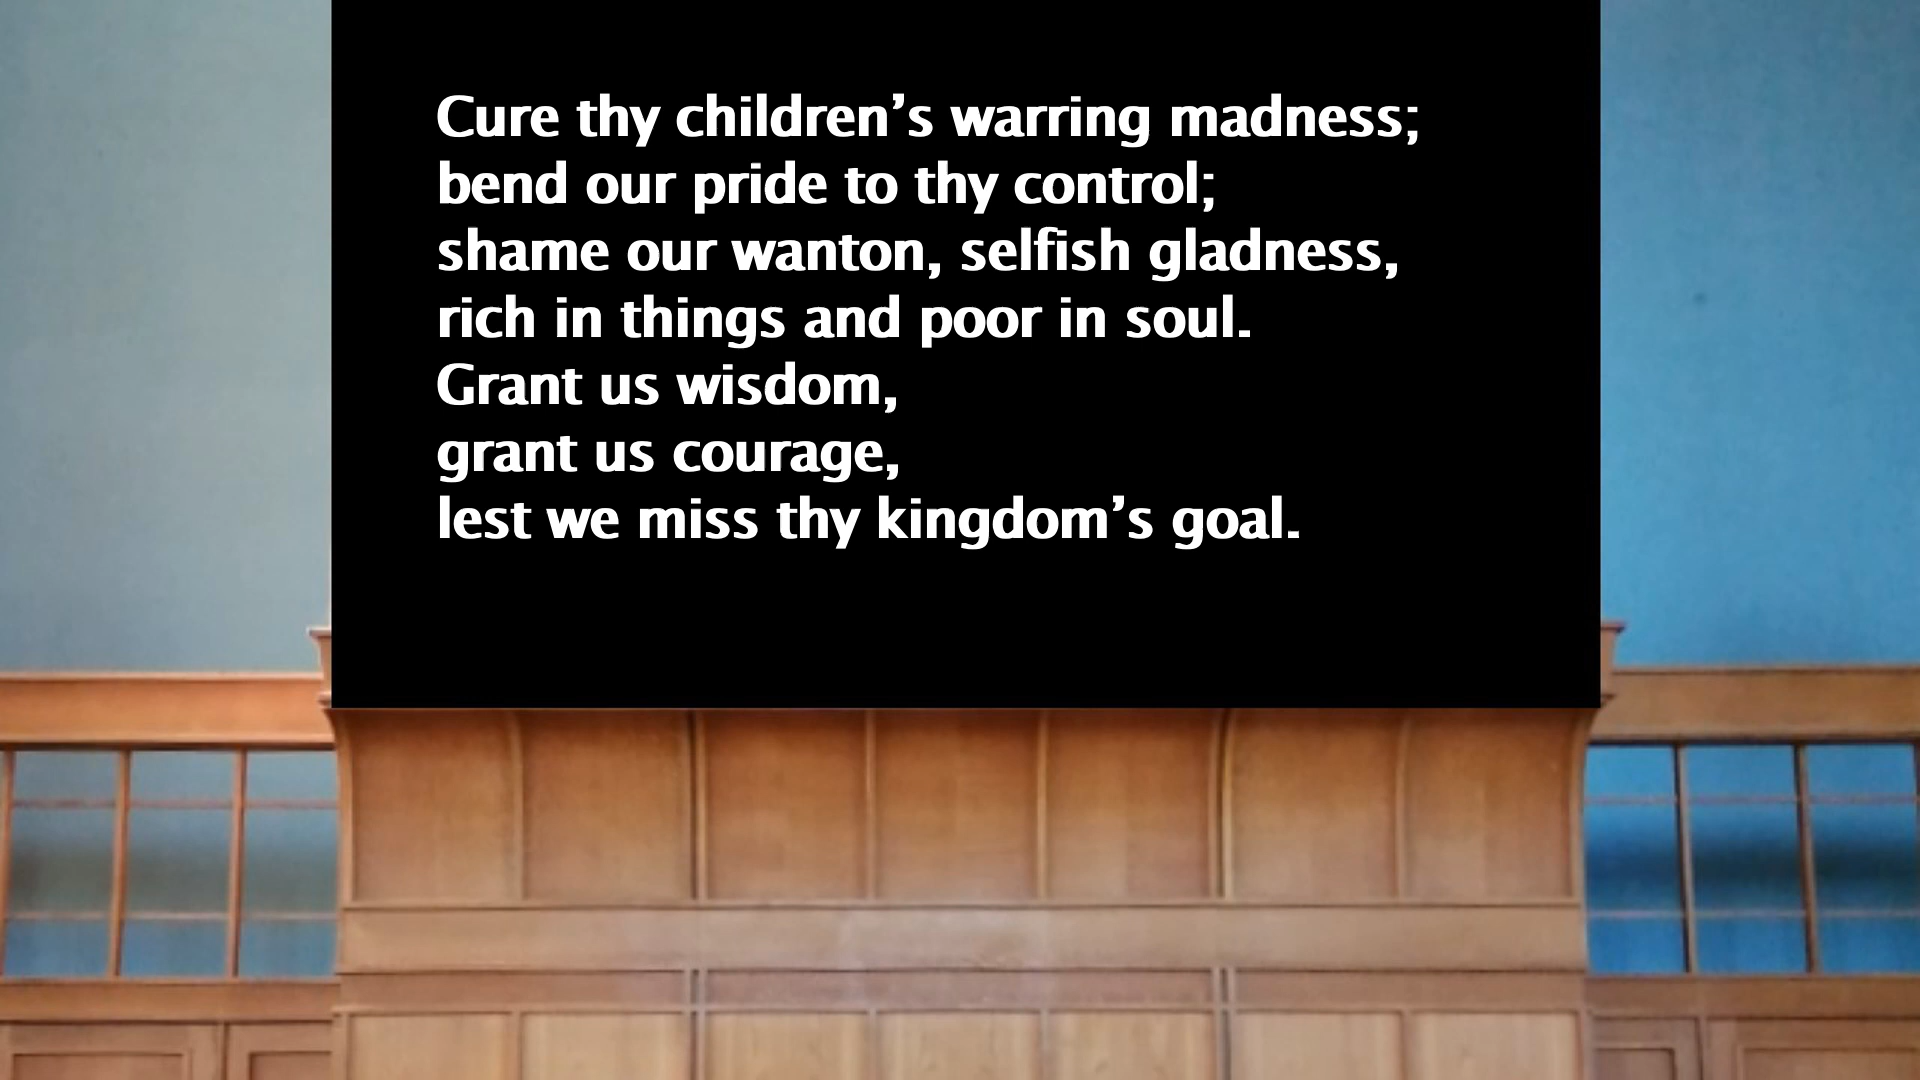 Cure thy children’s warring madness;
bend our pride to thy control;
shame our wanton, selfish gladness,
rich in things and poor in soul.
Grant us wisdom,
grant us courage,
lest we miss thy kingdom’s goal.